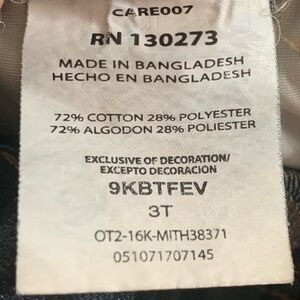 CARE007
RN 130273
MADE IN BANGLADESH
HECHO EN BANGLADESH
72% COTTON 28% POLYESTER
72% ALGODON 28% POLIESTER
EXCLUSIVE OF DECORATION/
EXCEPTO DECORACION
9KBTFEV
3T
OT2-16K-MITH38371
051071707145